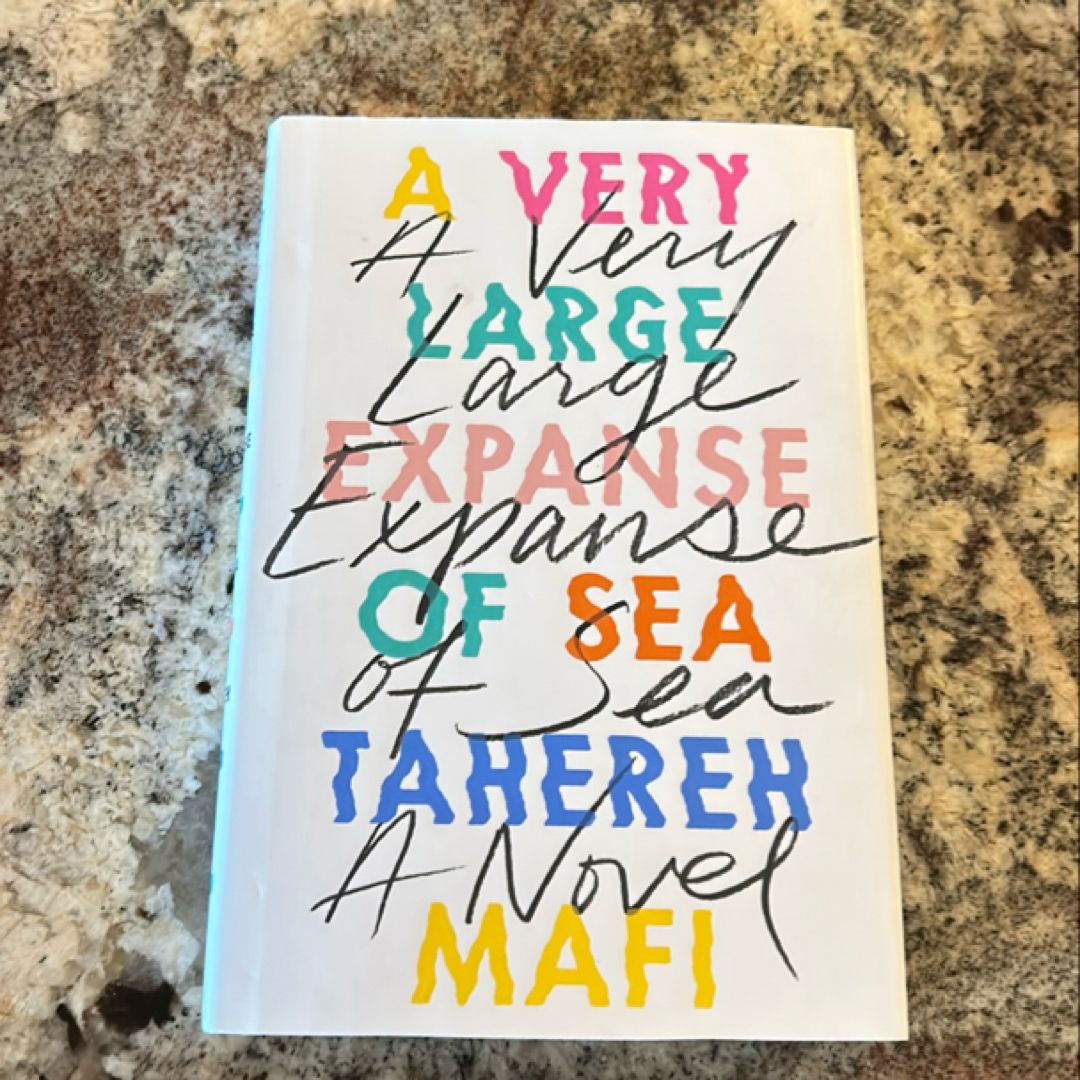 A VERY
A Very
LARGE
Large
EXPANSE
Expanse
OF SEA
of Sea
TAHEREH
A Novel
MAFI